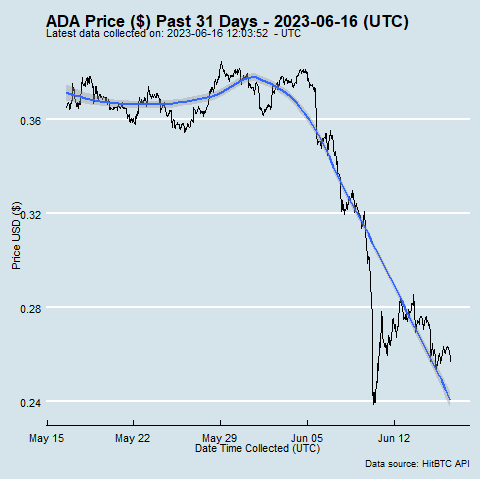 ADA Price ($) Past 31 Days - 2023-06-16 (UTC)
Latest data collected on: 2023-06-16 12:03:52  - UTC
0.36
0.32
0.28
0.24
Price USD ($)
May 15
May 22
May 29
Jun 05
Jun 12
Date Time Collected (UTC)
Data source: HitBTC API